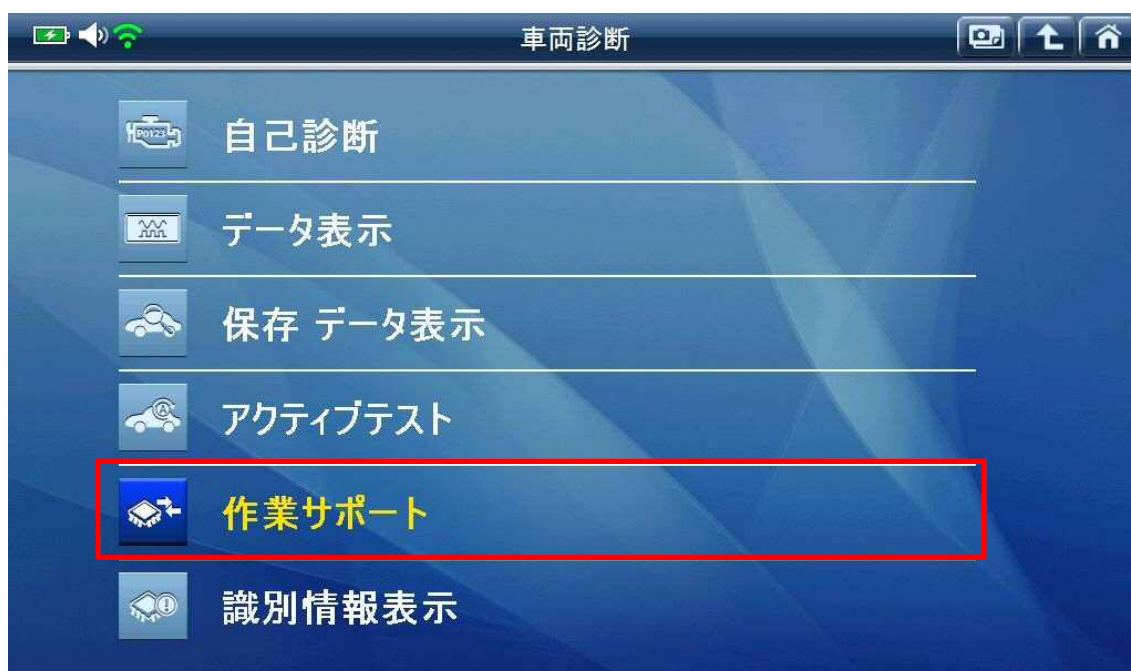 車両診断
P0123
自己診断
データ表示
保存 データ表示
アクティブテスト
作業サポート
識別情報表示